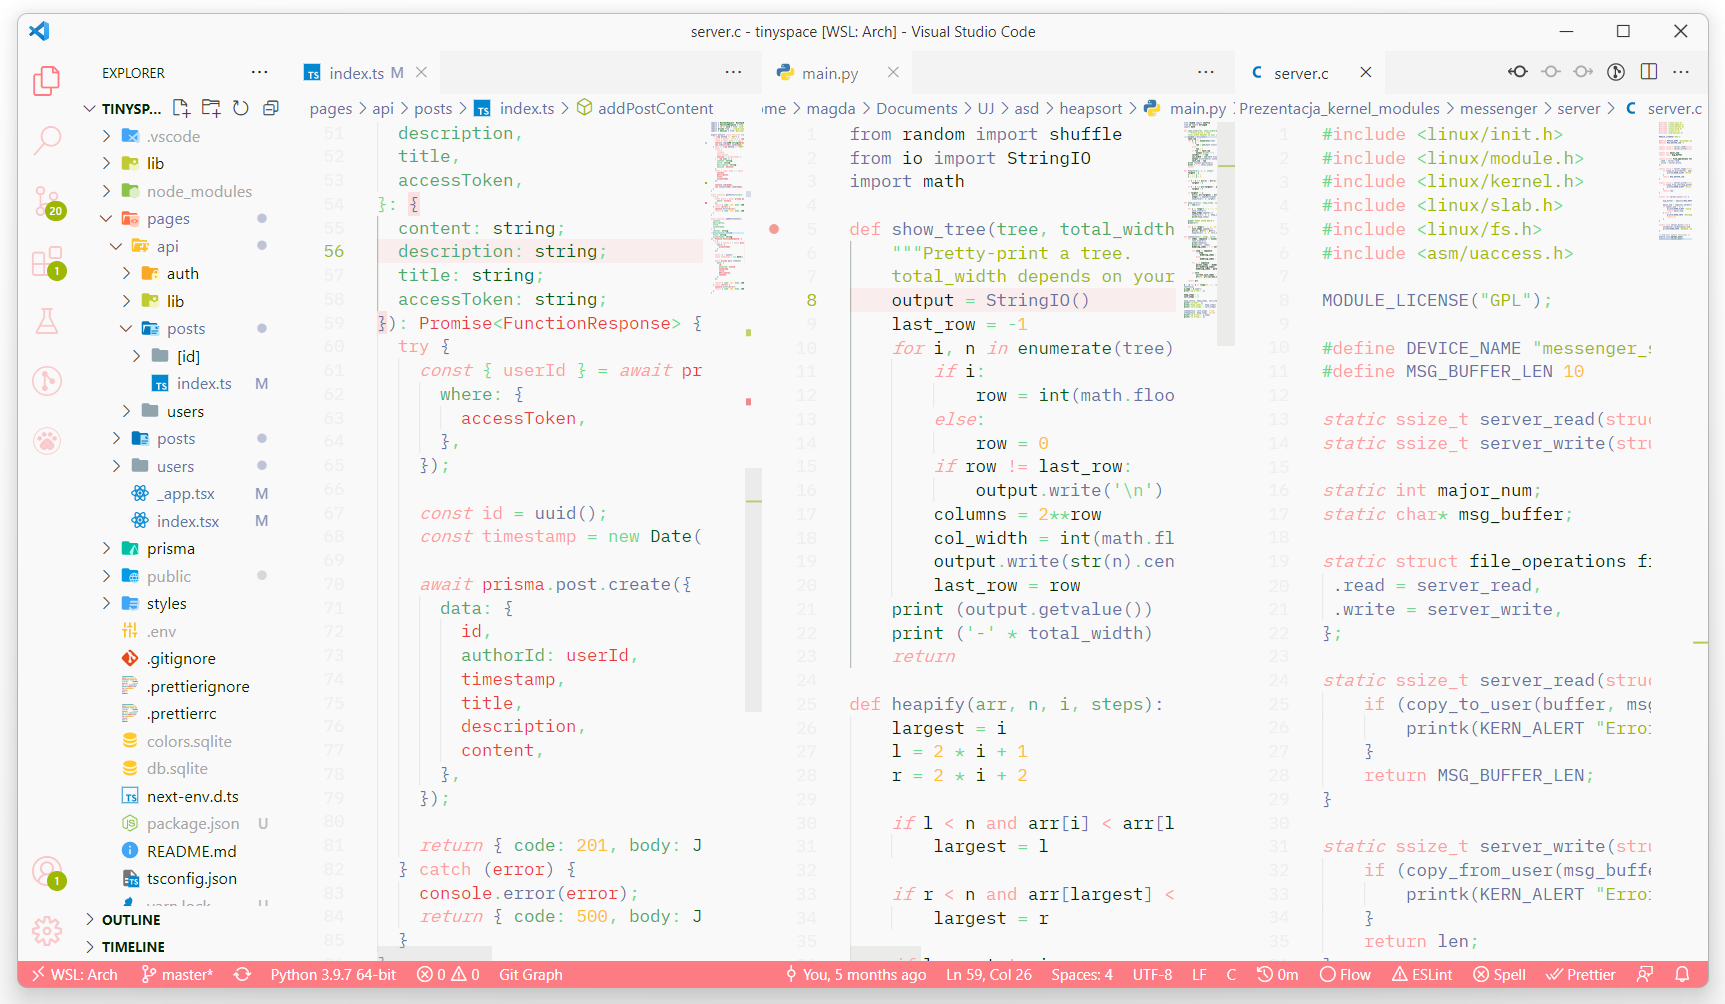 server.c - tinyspace [WSL: Arch] - Visual Studio Code
EXPLORER
TINYSP...
.vscode
lib
node_modules
pages
api
auth
lib
posts
[id]
index.ts M
users
posts
users
_app.tsx M
index.tsx M
prisma
public
styles
.env
.gitignore
.prettierignore
.prettierrc
colors.sqlite
db.sqlite
next-env.d.ts
package.json U
README.md
tsconfig.json
yarn.lock U
OUTLINE
TIMELINE
20
1
1
index.ts M
pages > api > posts > index.ts > addPostContent
51 description,
52 title,
53 accessToken,
54 }: {
55 content: string;
56 description: string;
57 title: string;
58 accessToken: string;
59 }): Promise<FunctionResponse> {
60 try {
61 const { userId } = await pr
62 where: {
63 accessToken,
64 },
65 });
66
67 const id = uuid();
68 const timestamp = new Date(
69
70 await prisma.post.create({
71 data: {
72 id,
73 authorId: userId,
74 timestamp,
75 title,
76 description,
77 content,
78 },
79 });
80
81 return { code: 201, body: J
82 } catch (error) {
83 console.error(error);
84 return { code: 500, body: J
85 }
main.py
ome > magda > Documents > UJ > asd > heapsort > main.py
1 from random import shuffle
2 from io import StringIO
3 import math
4
5 def show_tree(tree, total_width
6 """Pretty-print a tree.
7 total_width depends on your
8 output = StringIO()
9 last_row = -1
10 for i, n in enumerate(tree)
11 if i:
12 row = int(math.floo
13 else:
14 row = 0
15 if row != last_row:
16 output.write('\n')
17 columns = 2**row
18 col_width = int(math.fl
19 output.write(str(n).cen
20 last_row = row
21 print (output.getvalue())
22 print ('-' * total_width)
23 return
24
25 def heapify(arr, n, i, steps):
26 largest = i
27 l = 2 * i + 1
28 r = 2 * i + 2
29
30 if l < n and arr[i] < arr[l
31 largest = l
32
33 if r < n and arr[largest] <
34 largest = r
35
server.c
Prezentacja_kernel_modules > messenger > server > server.c
1 #include <linux/init.h>
2 #include <linux/module.h>
3 #include <linux/kernel.h>
4 #include <linux/slab.h>
5 #include <linux/fs.h>
6 #include <asm/uaccess.h>
7
8 MODULE_LICENSE("GPL");
9
10 #define DEVICE_NAME "messenger_s
11 #define MSG_BUFFER_LEN 10
12
13 static ssize_t server_read(struc
14 static ssize_t server_write(stru
15
16 static int major_num;
17 static char* msg_buffer;
18
19 static struct file_operations fi
20 .read = server_read,
21 .write = server_write,
22 };
23
24 static ssize_t server_read(struc
25 if (copy_to_user(buffer, msg
26 printk(KERN_ALERT "Error
27 }
28 return MSG_BUFFER_LEN;
29 }
30
31 static ssize_t server_write(stru
32 if (copy_from_user(msg_buffe
33 printk(KERN_ALERT "Error
34 }
35 return len;
WSL: Arch master* Python 3.9.7 64-bit 0 0 Git Graph You, 5 months ago Ln 59, Col 26 Spaces: 4 UTF-8 LF C 0m Flow ESLint Spell Prettier